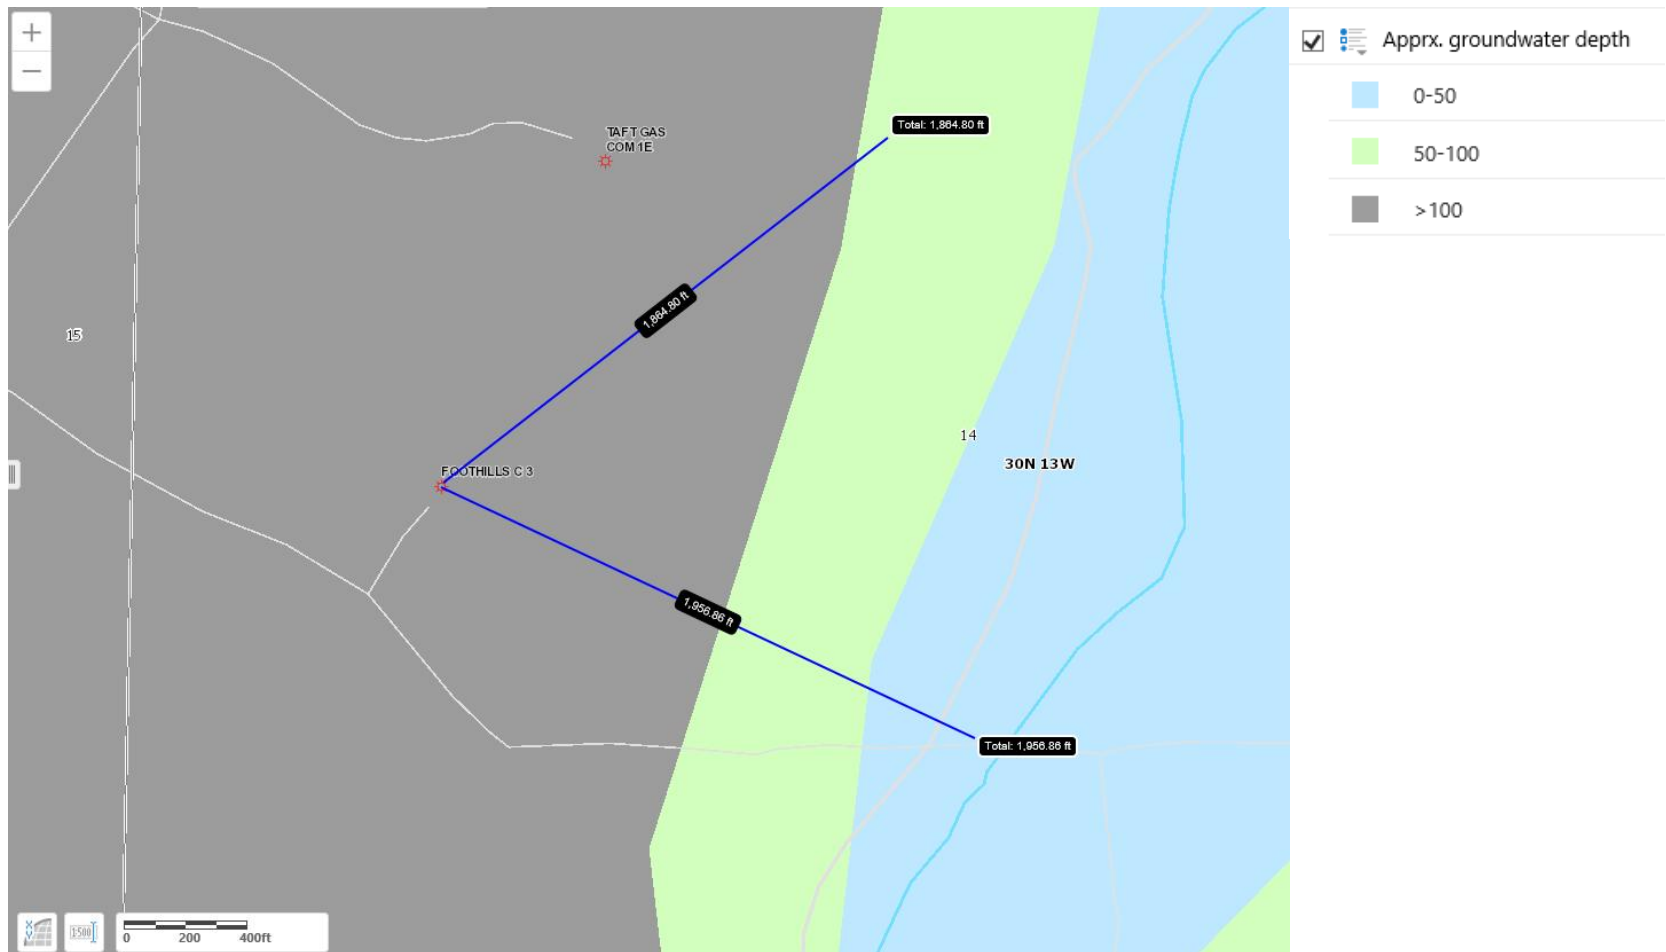 +
−
Total: 1,864.80 ft
TAFT GAS
COM 1E
1,864.80 ft
15
14
30N 13W
FOOTHILLS C 3
1,956.86 ft
Total: 1,956.86 ft
1500
0 200 400ft
Apprx. groundwater depth
0-50
50-100
>100